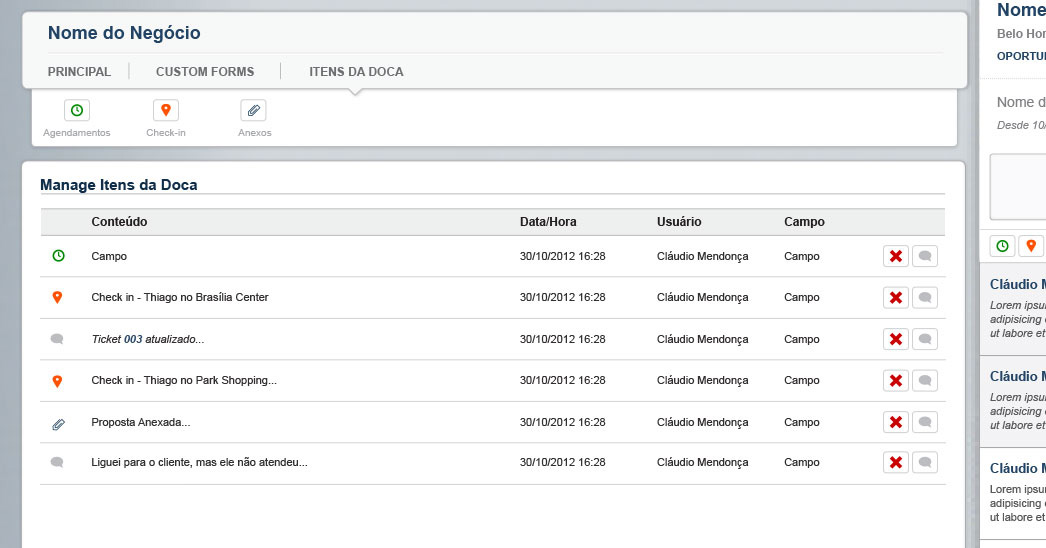 Nome do Negócio
PRINCIPAL CUSTOM FORMS ITENS DA DOCA
Agendamentos Check-in Anexos
Manage Itens da Doca
Conteúdo Data/Hora Usuário Campo
Campo 30/10/2012 16:28 Cláudio Mendonça Campo
Check in - Thiago no Brasília Center 30/10/2012 16:28 Cláudio Mendonça Campo
Ticket 003 atualizado... 30/10/2012 16:28 Cláudio Mendonça Campo
Check in - Thiago no Park Shopping... 30/10/2012 16:28 Cláudio Mendonça Campo
Proposta Anexada... 30/10/2012 16:28 Cláudio Mendonça Campo
Liguei para o cliente, mas ele não atendeu... 30/10/2012 16:28 Cláudio Mendonça Campo
Nome
Belo
Nome
Desde 10/
Cláudio
Lorem
adipisicing
ut labore et
Cláudio
Lorem
adipisicing
ut labore et
Cláudio
Lorem
adipisicing
ut labore et